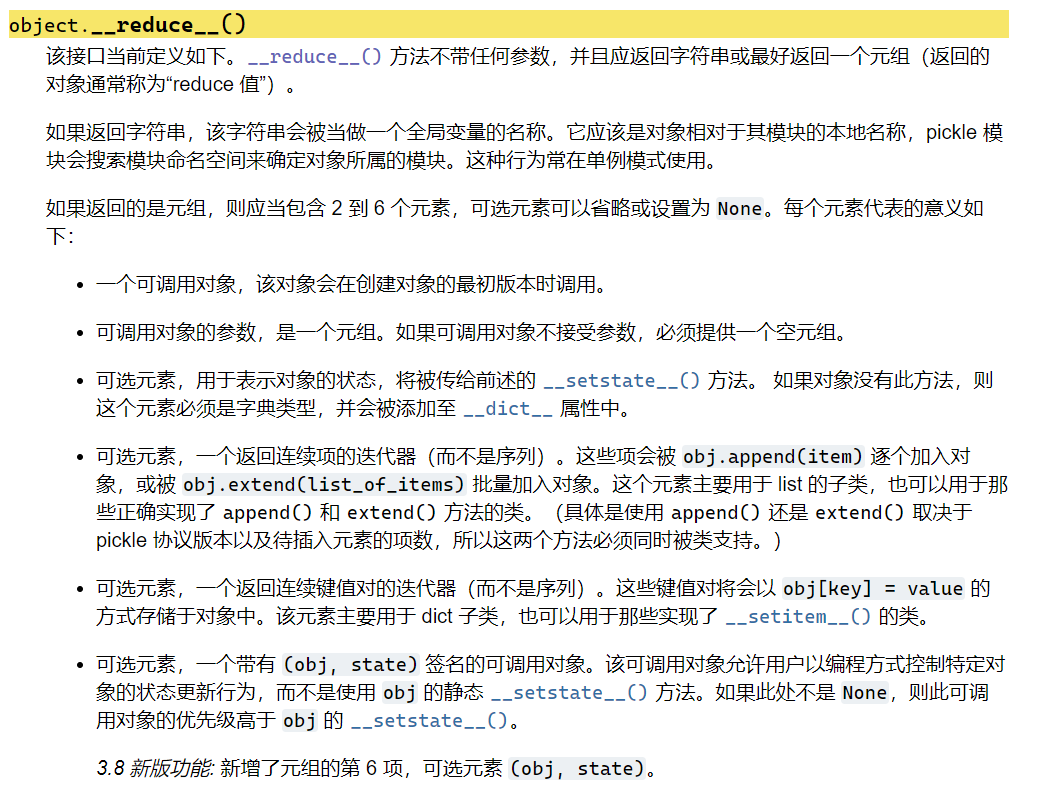 object.__reduce__()
该接口当前定义如下。__reduce__() 方法不带任何参数，并且应返回字符串或最好返回一个元组（返回的
对象通常称为“reduce 值”）。
如果返回字符串，该字符串会被当做一个全局变量的名称。它应该是对象相对于其模块的本地名称，pickle 模
块会搜索模块命名空间来确定对象所属的模块。这种行为常在单例模式使用。
如果返回的是元组，则应当包含 2 到 6 个元素，可选元素可以省略或设置为 None。每个元素代表的意义如
下：
• 一个可调用对象，该对象会在创建对象的最初版本时调用。
• 可调用对象的参数，是一个元组。如果可调用对象不接受参数，必须提供一个空元组。
• 可选元素，用于表示对象的状态，将被传给前述的 __setstate__() 方法。 如果对象没有此方法，则
这个元素必须是字典类型，并会被添加至 __dict__ 属性中。
• 可选元素，一个返回连续项的迭代器（而不是序列）。这些项会被 obj.append(item) 逐个加入对
象，或被 obj.extend(list_of_items) 批量加入对象。这个元素主要用于 list 的子类，也可以用于那
些正确实现了 append() 和 extend() 方法的类。（具体是使用 append() 还是 extend() 取决于
pickle 协议版本以及待插入元素的项数，所以这两个方法必须同时被类支持。）
• 可选元素，一个返回连续键值对的迭代器（而不是序列）。这些键值对将会以 obj[key] = value 的
方式存储于对象中。该元素主要用于 dict 子类，也可以用于那些实现了 __setitem__() 的类。
• 可选元素，一个带有 (obj, state) 签名的可调用对象。该可调用对象允许用户以编程方式控制特定对
象的状态更新行为，而不是使用 obj 的静态 __setstate__() 方法。如果此处不是 None，则此可调
用对象的优先级高于 obj 的 __setstate__()。
3.8 新版功能: 新增了元组的第 6 项，可选元素 (obj, state)。